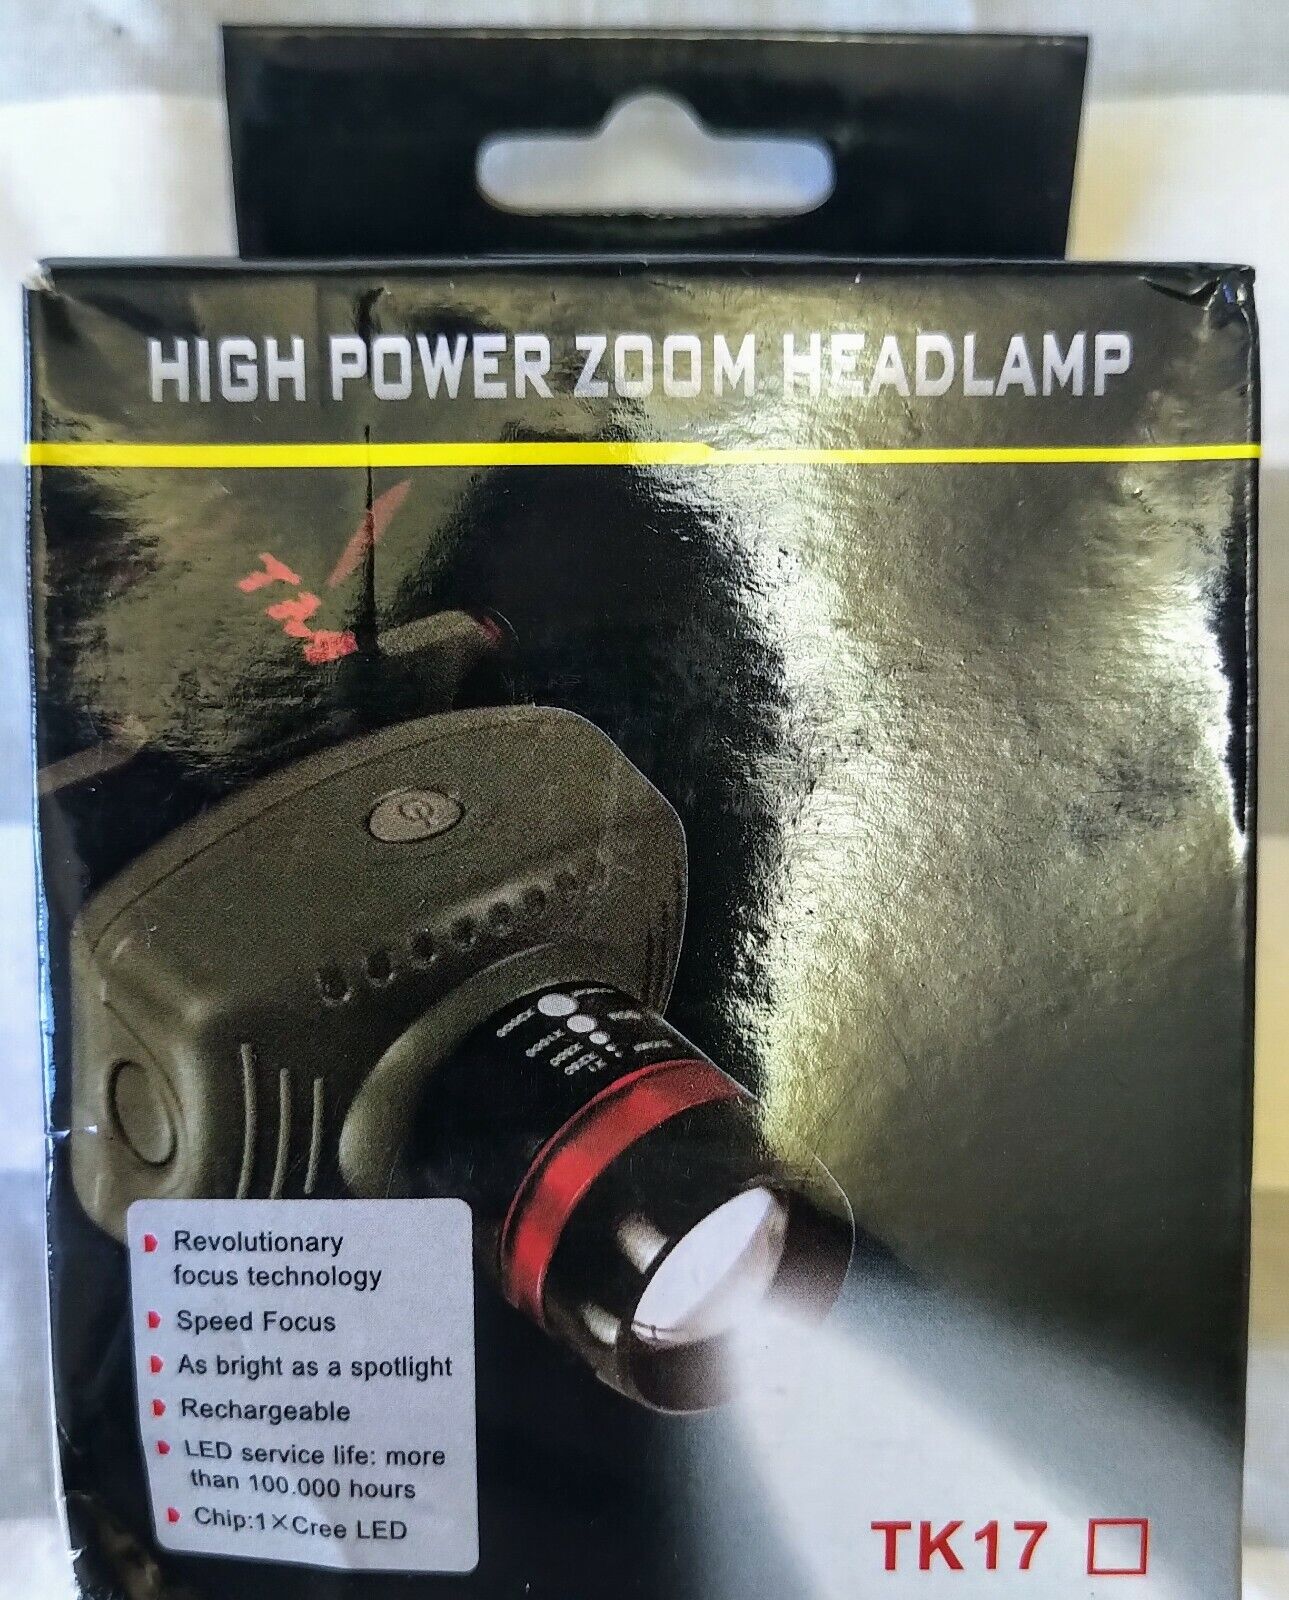 HIGH POWER ZOOM HEADLAMP
Revolutionary
focus technology
Speed Focus
As bright as a spotlight
Rechargeable
LED service life: more
than 100.000 hours
Chip:1×Cree LED
TK17